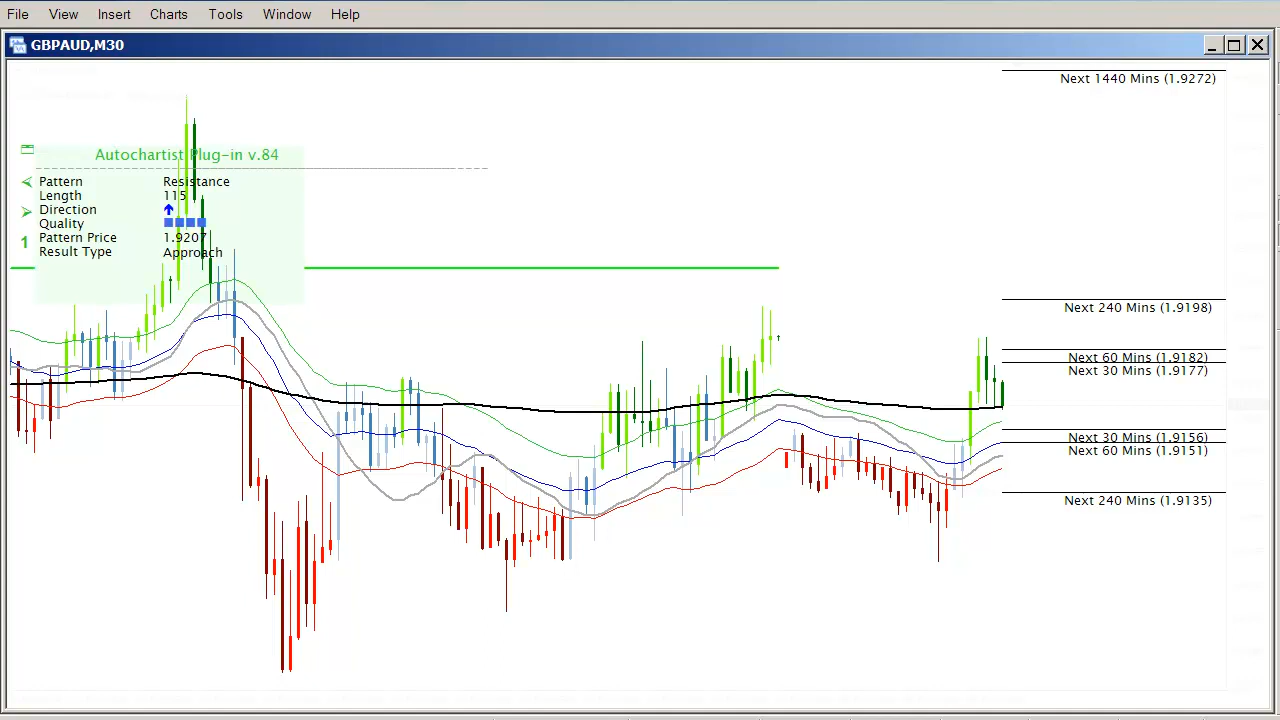 File View Insert Charts Tools Window Help
GBPAUD,M30
Next 1440 Mins (1.9272)
Autochartist Plug-in v.84
Pattern Resistance
Length 115
Direction
Quality
1
Pattern Price 1.9207
Result Type Approach
Next 240 Mins (1.9198)
Next 60 Mins (1.9182)
Next 30 Mins (1.9177)
Next 30 Mins (1.9156)
Next 60 Mins (1.9151)
Next 240 Mins (1.9135)